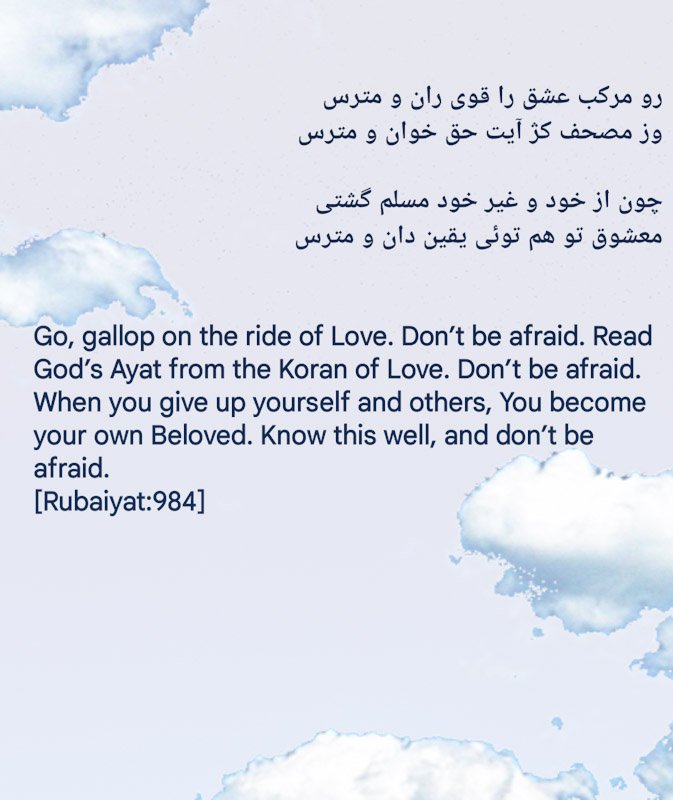 رو مرکب عشق را قوی ران و مترس
وز مصحف کژ آیت حق خوان و مترس
چون از خود و غیر خود مسلم گشتی
معشوق تو هم توئی یقین دان و مترس
Go, gallop on the ride of Love. Don’t be afraid. Read
God’s Ayat from the Koran of Love. Don’t be afraid.
When you give up yourself and others, You become
your own Beloved. Know this well, and don’t be
afraid.
[Rubaiyat:984]